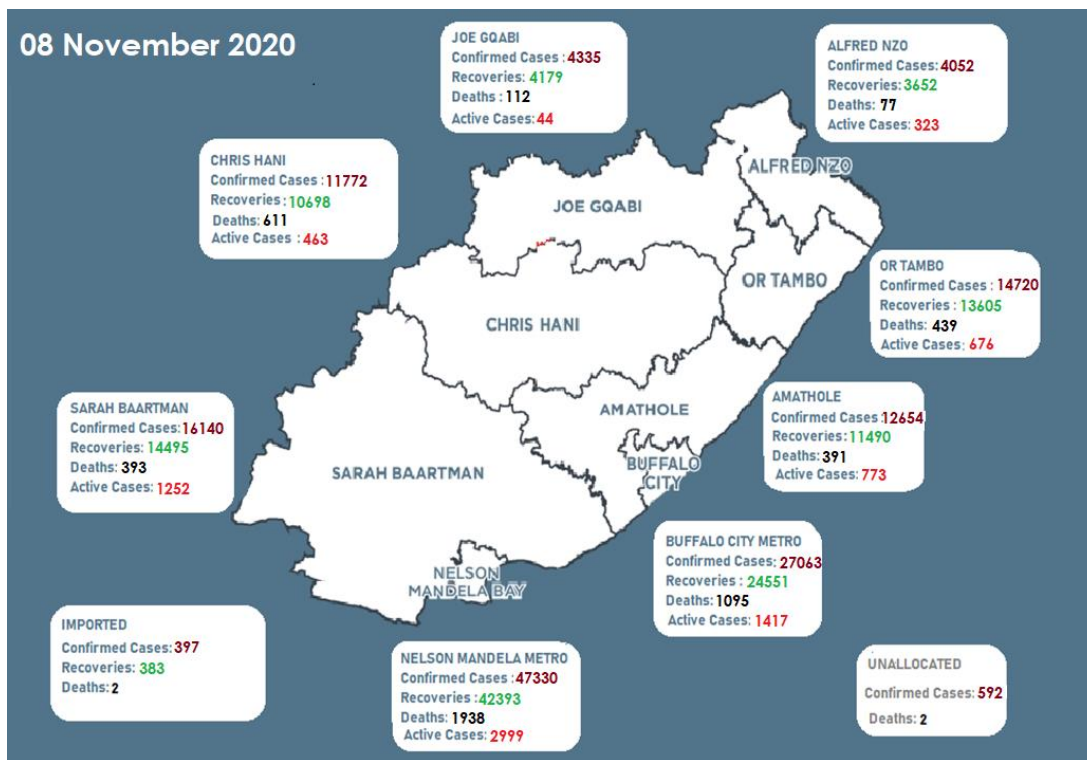 08 November 2020
JOE GQABI
Confirmed Cases : 4335
Recoveries: 4179
Deaths : 112
Active Cases: 44
ALFRED NZO
Confirmed Cases: 4052
Recoveries: 3652
Deaths: 77
Active Cases: 323
CHRIS HANI
Confirmed Cases :11772
Recoveries :10698
Deaths: 611
Active Cases : 463
ALFRED NZO
JOE GQABI
OR TAMBO
CHRIS HANI
OR TAMBO
Confirmed Cases : 14720
Recoveries : 13605
Deaths: 439
Active Cases: 676
SARAH BAARTMAN
Confirmed Cases:16140
Recoveries: 14495
Deaths: 393
Active Cases: 1252
AMATHOLE
AMATHOLE
Confirmed Cases :12654
Recoveries :11490
Deaths: 391
Active Cases: 773
SARAH BAARTMAN
BUFFALO
CITY
BUFFALO CITY METRO
Confirmed Cases : 27063
Recoveries : 24551
Deaths: 1095
Active Cases: 1417
NELSON
MANDELA BAY
IMPORTED
Confirmed Cases: 397
Recoveries: 383
Deaths: 2
NELSON MANDELA METRO
Confirmed Cases : 47330
Recoveries : 42393
Deaths: 1938
Active Cases: 2999
UNALLOCATED
Confirmed Cases: 592
Deaths: 2